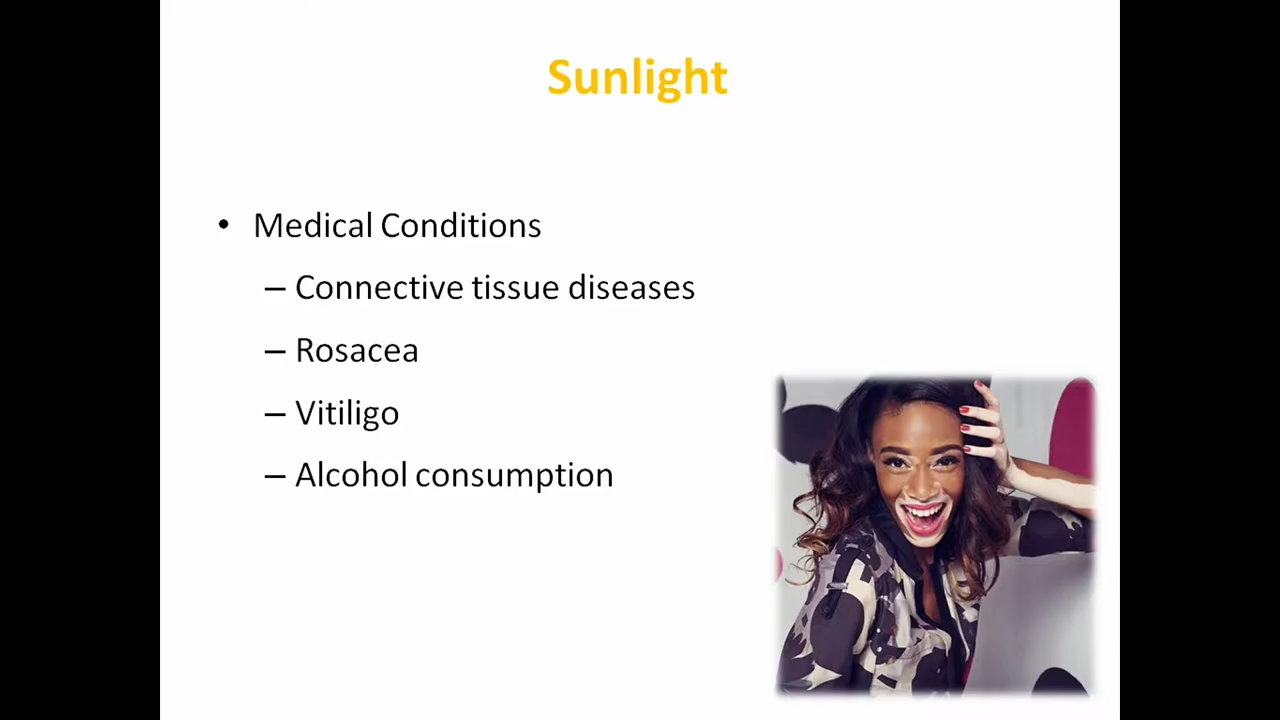 Sunlight
• Medical Conditions
– Connective tissue diseases
– Rosacea
– Vitiligo
– Alcohol consumption